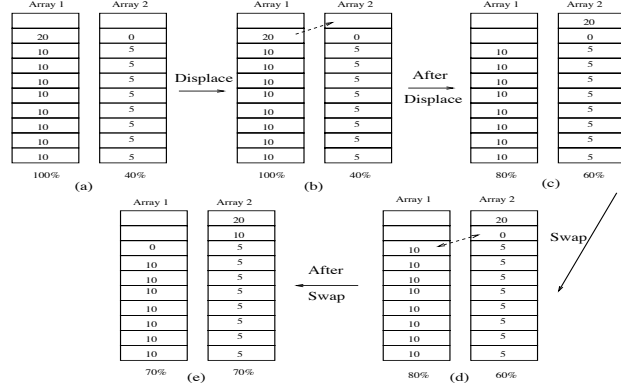 Array 1 Array 2 Array 1 Array 2 Array 1 Array 2
20
20 0 20 0 0
10 5 10 5 10 5
10 5 10 5 10 5
10 5 10 5 10 5
10 5 10 5 10 5
10 5 10 5 10 5
10 5 10 5 10 5
10 5 10 5 10 5
10 5 10 5 10 5
Displace
After
Displace
100% 40% 100% 40% 80% 60%
(a) (b) (c)
Array 1 Array 2 Array 1 Array 2
20 20
10 0
0 5 10 5
10 5 10 5
10 5 10 5
10 5 10 5
10 5 10 5
10 5 10 5
10 5 10 5
10 5 10 5
After
Swap
Swap
70% 70% 80% 60%
(e) (d)